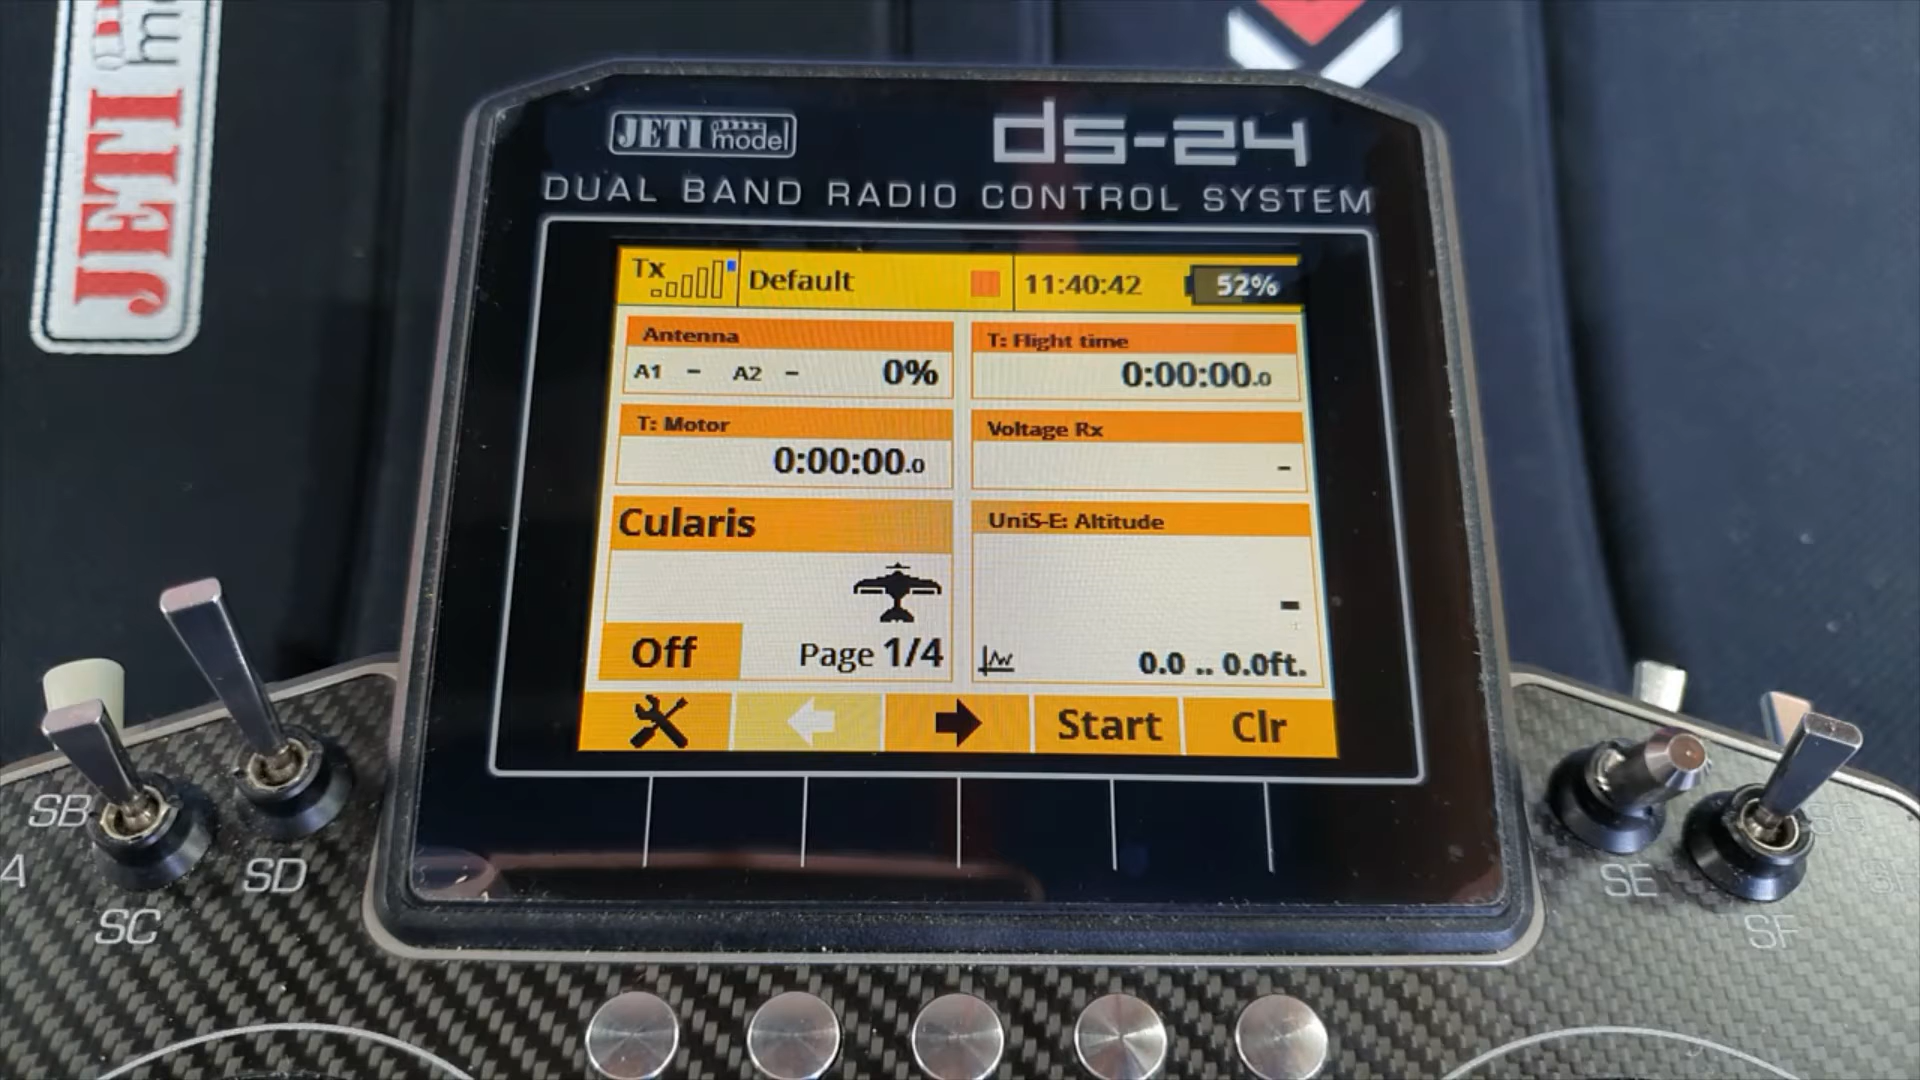 JETI
JETI model
ds-24
DUAL BAND RADIO CONTROL SYSTEM
Tx Default 11:40:42 52%
Antenna
A1 - A2 - 0%
T: Flight time
0:00:00.0
T: Motor
0:00:00.0
Voltage Rx
-
Cularis
Off
Page 1/4
UniS-E: Altitude
-
0.0 .. 0.0ft.
Start
Clr
SB
A
SC
SD
SE
SF
SG